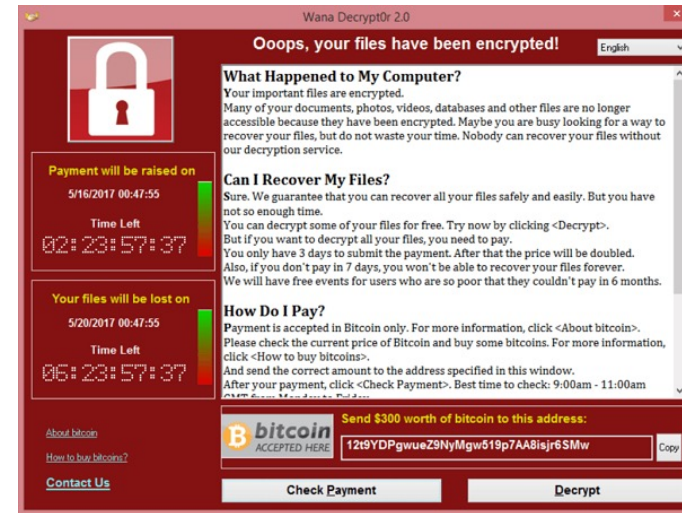 Wana Decrypt0r 2.0
Ooops, your files have been encrypted!
English
What Happened to My Computer?
Your important files are encrypted.
Many of your documents, photos, videos, databases and other files are no longer
accessible because they have been encrypted. Maybe you are busy looking for a way to
recover your files, but do not waste your time. Nobody can recover your files without
our decryption service.
Can I Recover My Files?
Sure. We guarantee that you can recover all your files safely and easily. But you have
not so enough time.
You can decrypt some of your files for free. Try now by clicking <Decrypt>.
But if you want to decrypt all your files, you need to pay.
You only have 3 days to submit the payment. After that the price will be doubled.
Also, if you don't pay in 7 days, you won't be able to recover your files forever.
We will have free events for users who are so poor that they couldn't pay in 6 months.
How Do I Pay?
Payment is accepted in Bitcoin only. For more information, click <About bitcoin>.
Please check the current price of Bitcoin and buy some bitcoins. For more information,
click <How to buy bitcoins>.
And send the correct amount to the address specified in this window.
After your payment, click <Check Payment>. Best time to check: 9:00am - 11:00am
GMT from Monday to Friday
Payment will be raised on
5/16/2017 00:47:55
Time Left
02:23:57:37
Your files will be lost on
5/20/2017 00:47:55
Time Left
06:23:57:37
About bitcoin
How to buy bitcoins?
Contact Us
bitcoin
ACCEPTED HERE
Send $300 worth of bitcoin to this address:
12t9YDPgwueZ9NyMgw519p7AA8isjr6SMw
Copy
Check Payment
Decrypt